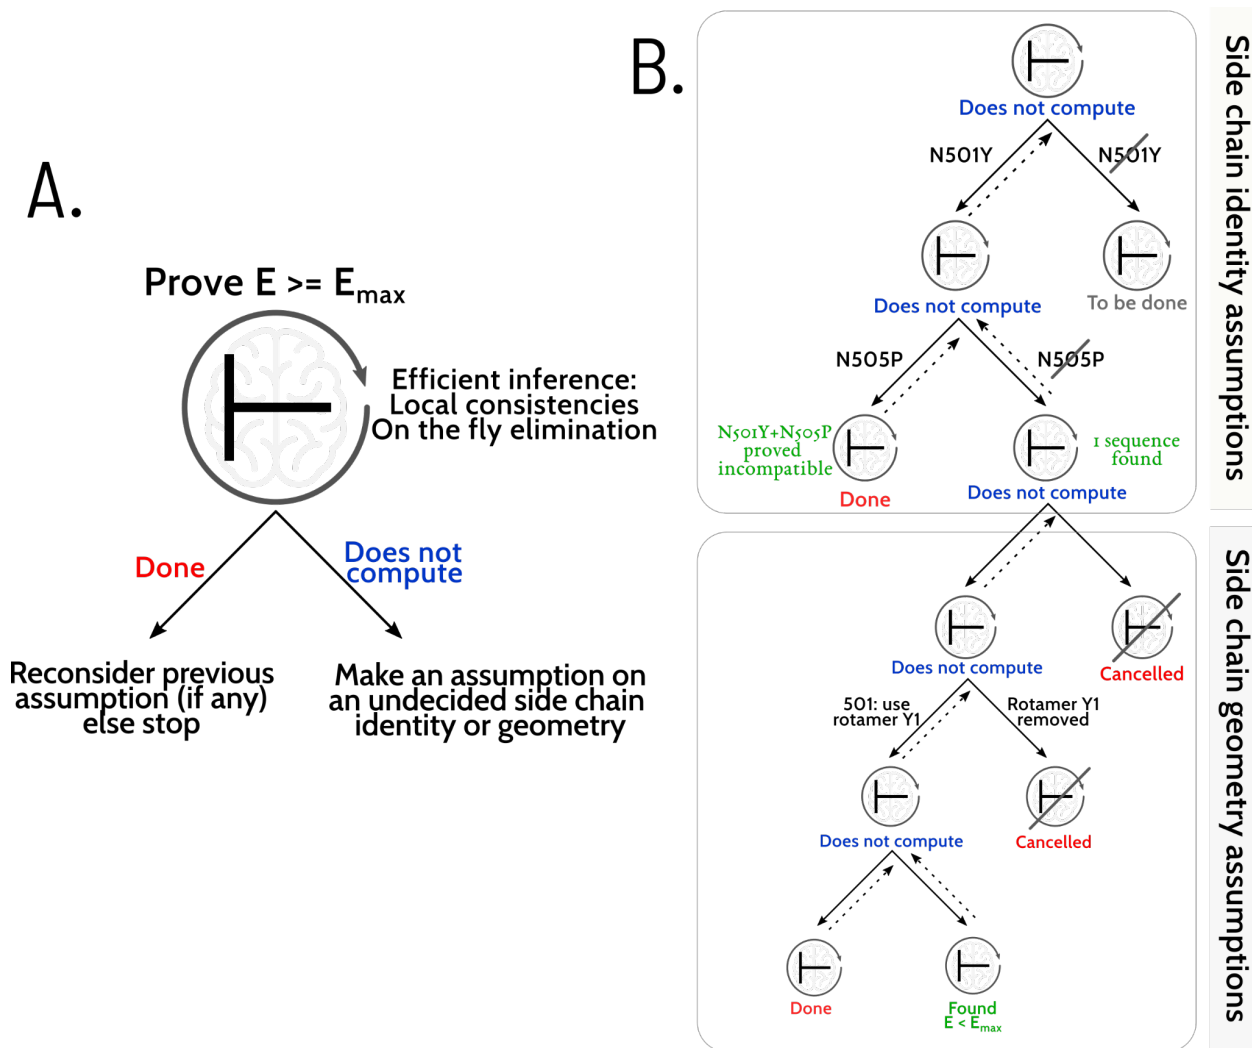 A.
Prove E >= Emax
Efficient inference:
Local consistencies
On the fly elimination
Done
Does not
compute
Reconsider previous
assumption (if any)
else stop
Make an assumption on
an undecided side chain
identity or geometry
B.
Does not compute
N501Y
N501Y
Does not compute
To be done
N505P
N505P
N501Y+N505P
proved
incompatible
Done
1 sequence
found
Does not compute
Does not compute
Cancelled
501: use
rotamer Y1
Rotamer Y1
removed
Does not compute
Cancelled
Done
Found
E < Emax
Side chain identity assumptions
Side chain geometry assumptions